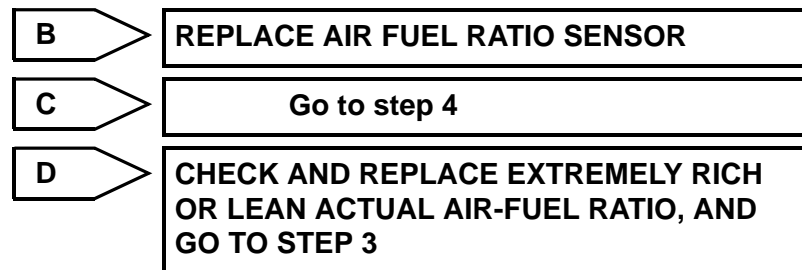 B
REPLACE AIR FUEL RATIO SENSOR
C
Go to step 4
D
CHECK AND REPLACE EXTREMELY RICH
OR LEAN ACTUAL AIR-FUEL RATIO, AND
GO TO STEP 3